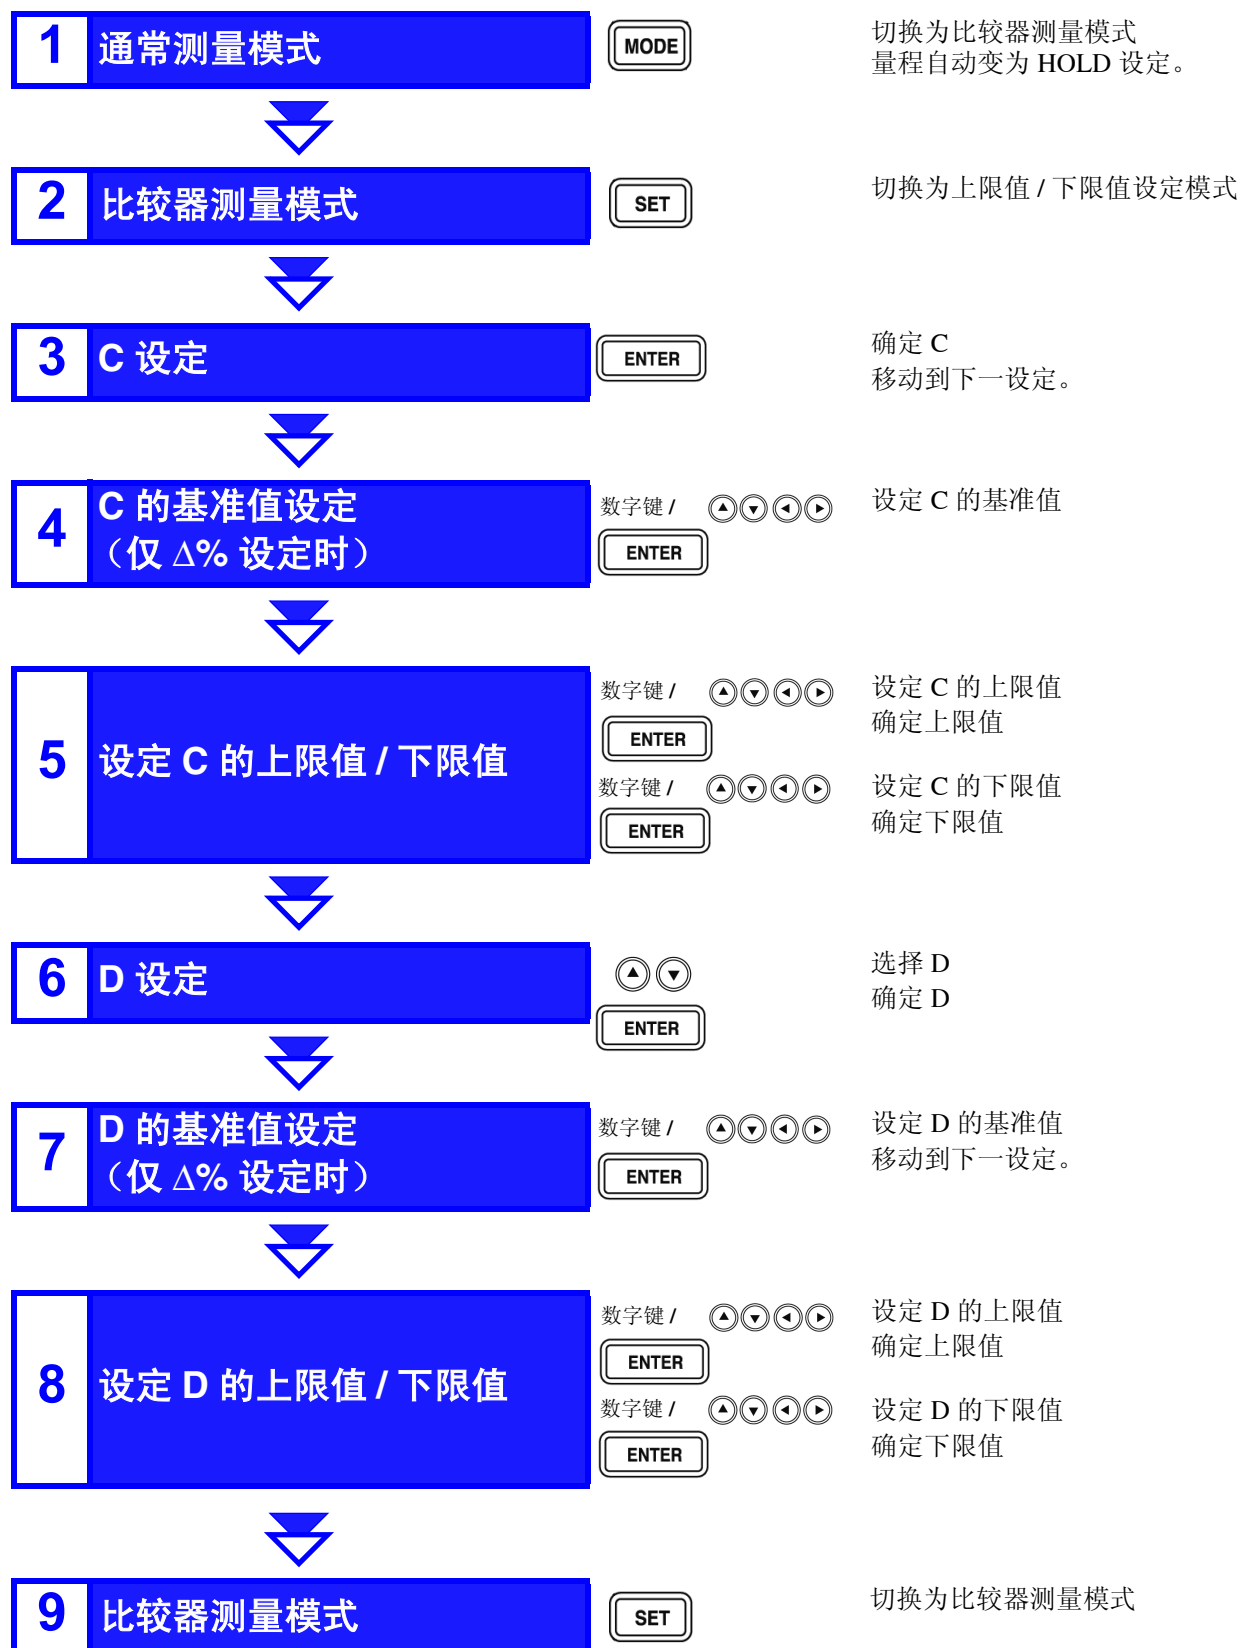 1 通常测量模式 MODE 切换为比较器测量模式
量程自动变为 HOLD 设定。
2 比较器测量模式 SET 切换为上限值 / 下限值设定模式
3 C 设定 ENTER 确定 C
移动到下一设定。
4 C 的基准值设定
（仅 Δ% 设定时）
数字键 / 设定 C 的基准值
ENTER
5 设定 C 的上限值 / 下限值
数字键 / 设定 C 的上限值
ENTER 确定上限值
数字键 / 设定 C 的下限值
ENTER 确定下限值
6 D 设定 选择 D
ENTER 确定 D
7 D 的基准值设定
（仅 Δ% 设定时）
数字键 / 设定 D 的基准值
ENTER 移动到下一设定。
8 设定 D 的上限值 / 下限值
数字键 / 设定 D 的上限值
ENTER 确定上限值
数字键 / 设定 D 的下限值
ENTER 确定下限值
9 比较器测量模式 SET 切换为比较器测量模式